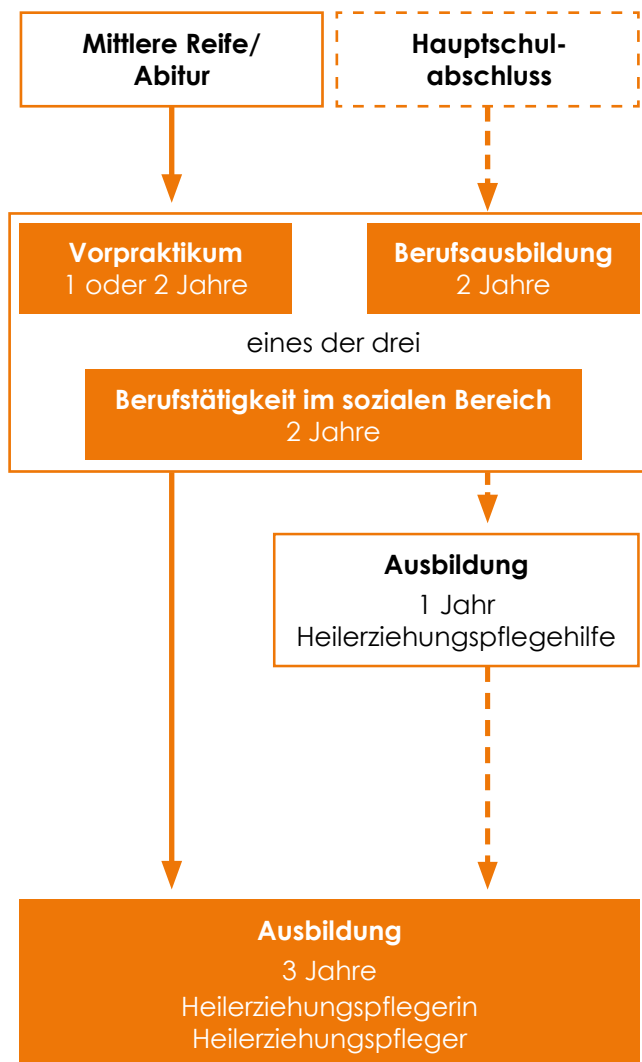 Mittlere Reife/
Abitur
Hauptschul-
abschluss
Vorpraktikum
1 oder 2 Jahre
Berufsausbildung
2 Jahre
eines der drei
Berufstätigkeit im sozialen Bereich
2 Jahre
Ausbildung
1 Jahr
Heilerziehungspflegehilfe
Ausbildung
3 Jahre
Heilerziehungspflegerin
Heilerziehungspfleger